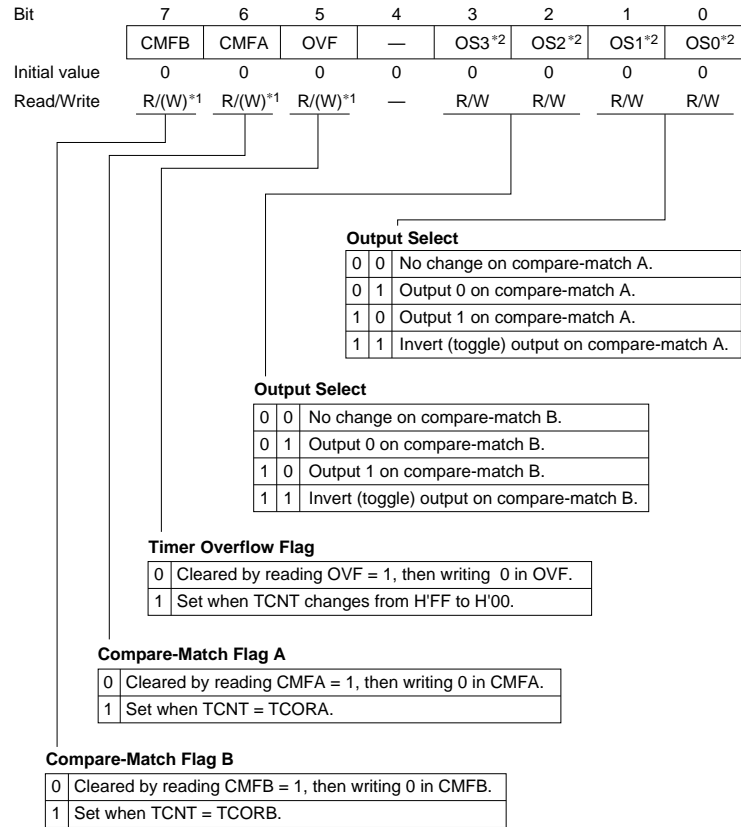 Bit 7 6 5 4 3 2 1 0
CMFB CMFA OVF — OS3*2 OS2*2 OS1*2 OS0*2
Initial value 0 0 0 0 0 0 0 0
Read/Write R/(W)*1 R/(W)*1 R/(W)*1 — R/W R/W R/W R/W
Output Select
0 0 No change on compare-match A.
0 1 Output 0 on compare-match A.
1 0 Output 1 on compare-match A.
1 1 Invert (toggle) output on compare-match A.
Output Select
0 0 No change on compare-match B.
0 1 Output 0 on compare-match B.
1 0 Output 1 on compare-match B.
1 1 Invert (toggle) output on compare-match B.
Timer Overflow Flag
0 Cleared by reading OVF = 1, then writing 0 in OVF.
1 Set when TCNT changes from H'FF to H'00.
Compare-Match Flag A
0 Cleared by reading CMFA = 1, then writing 0 in CMFA.
1 Set when TCNT = TCORA.
Compare-Match Flag B
0 Cleared by reading CMFB = 1, then writing 0 in CMFB.
1 Set when TCNT = TCORB.